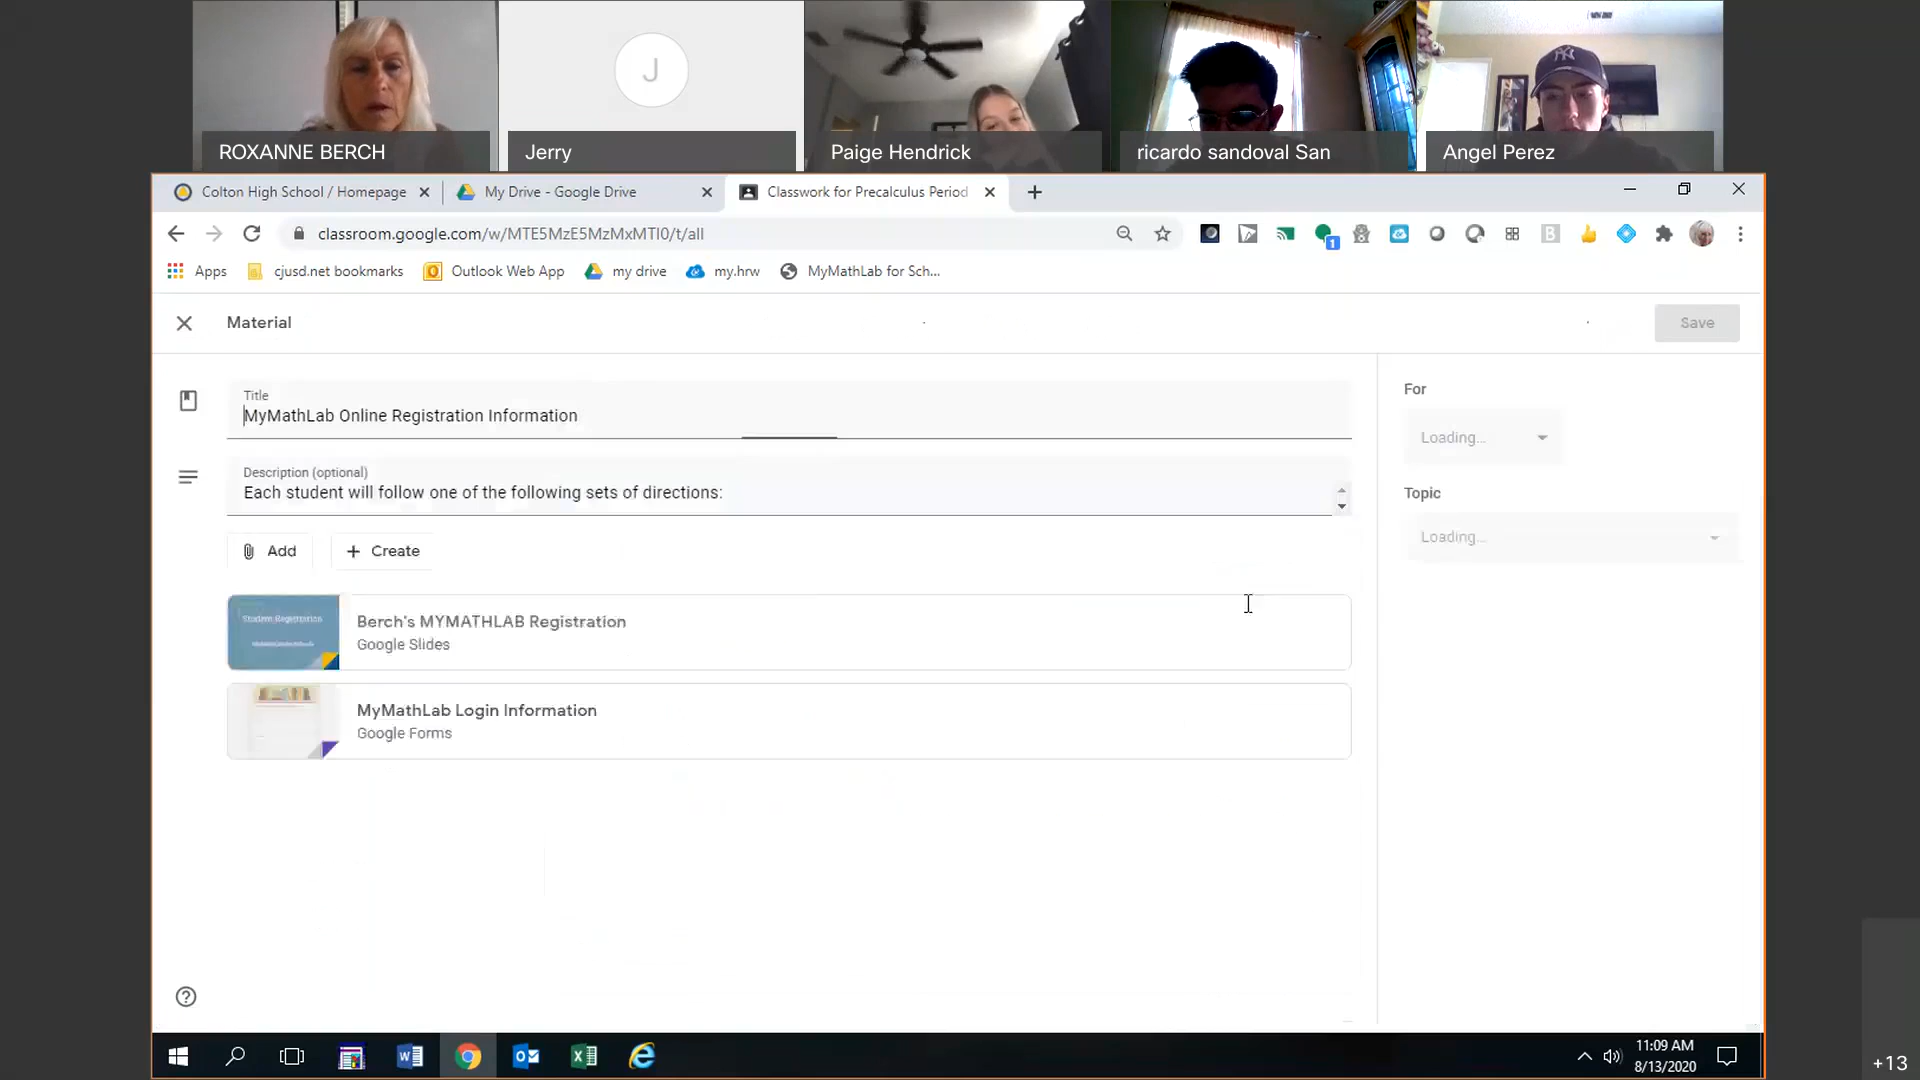 J
ROXANNE BERCH
Jerry
Paige Hendrick
ricardo sandoval San
Angel Perez
Colton High School / Homepage
My Drive - Google Drive
Classwork for Precalculus Period
classroom.google.com/w/MTE5MzE5MzMxMTI0/t/all
1
Apps
cjusd.net bookmarks
Outlook Web App
my drive
my.hrw
MyMathLab for Sch...
Material
Save
Title
MyMathLab Online Registration Information
For
Loading...
Description (optional)
Each student will follow one of the following sets of directions:
Topic
Loading...
Add
Create
Student Registration
Berch's MYMATHLAB Registration
Google Slides
MyMathLab Login Information
Google Forms
11:09 AM
8/13/2020
+13